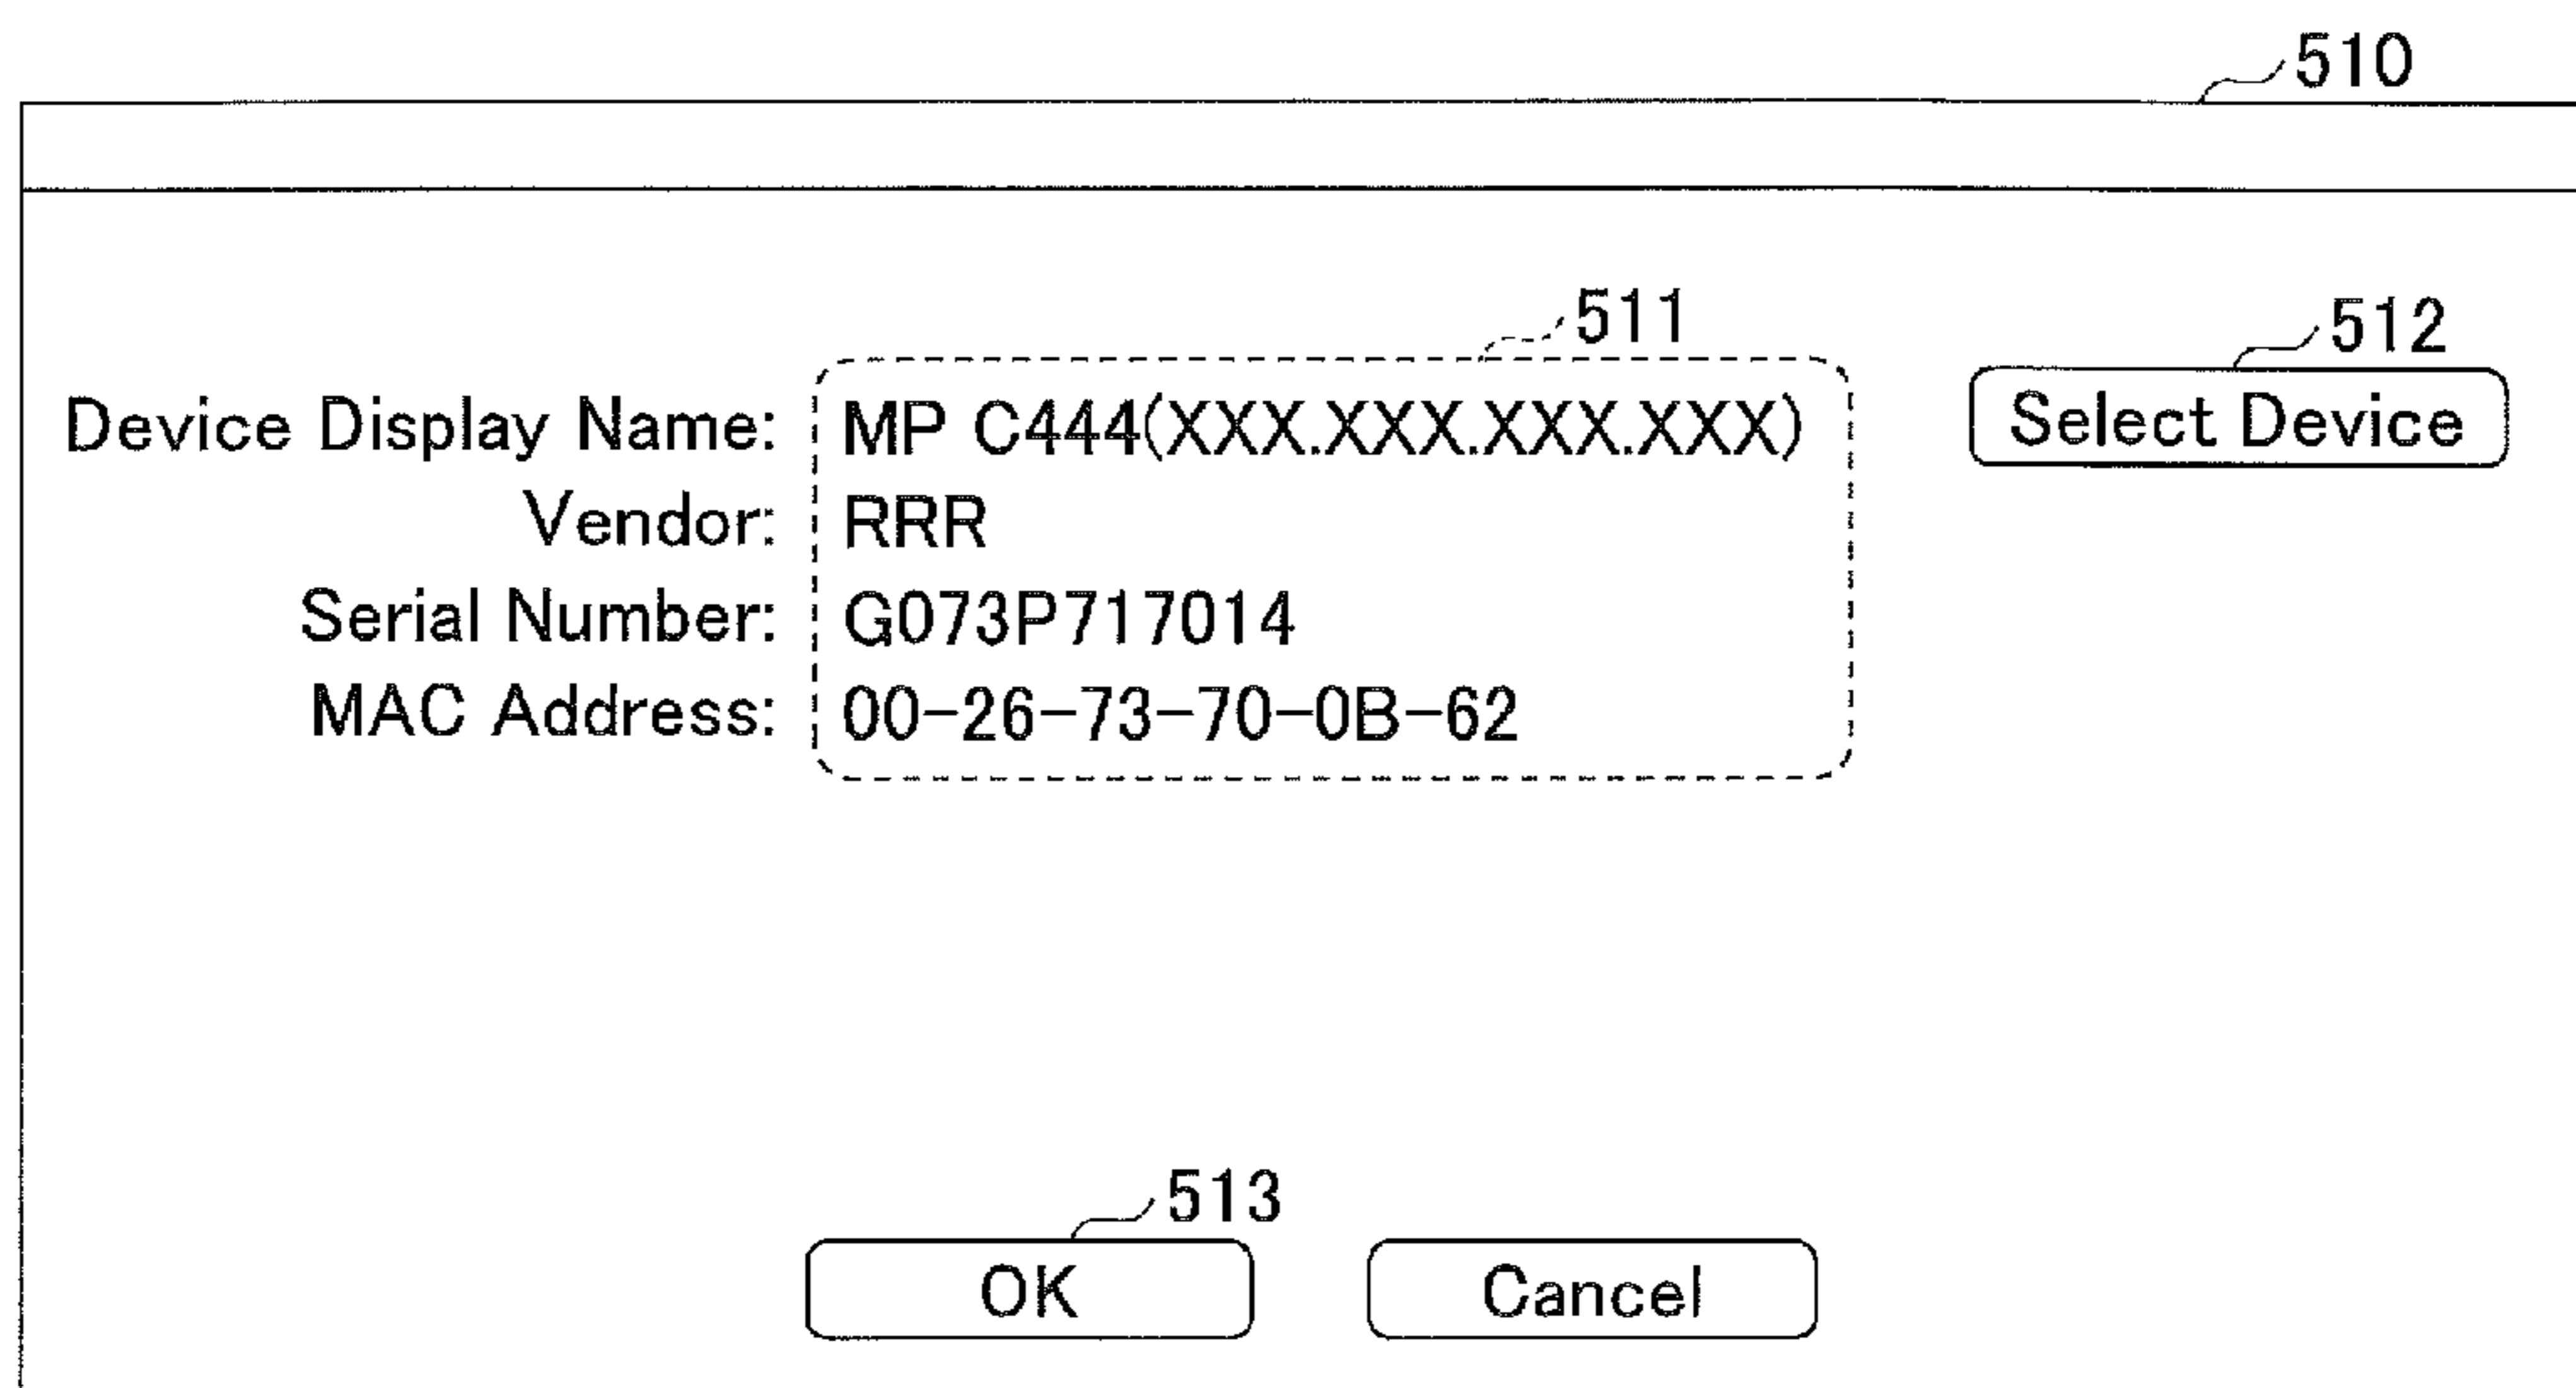 510
511
512
Device Display Name: MP C444(XXX.XXX.XXX.XXX) Select Device
Vendor: RRR
Serial Number: G073P717014
MAC Address: 00-26-73-70-0B-62
513
OK Cancel